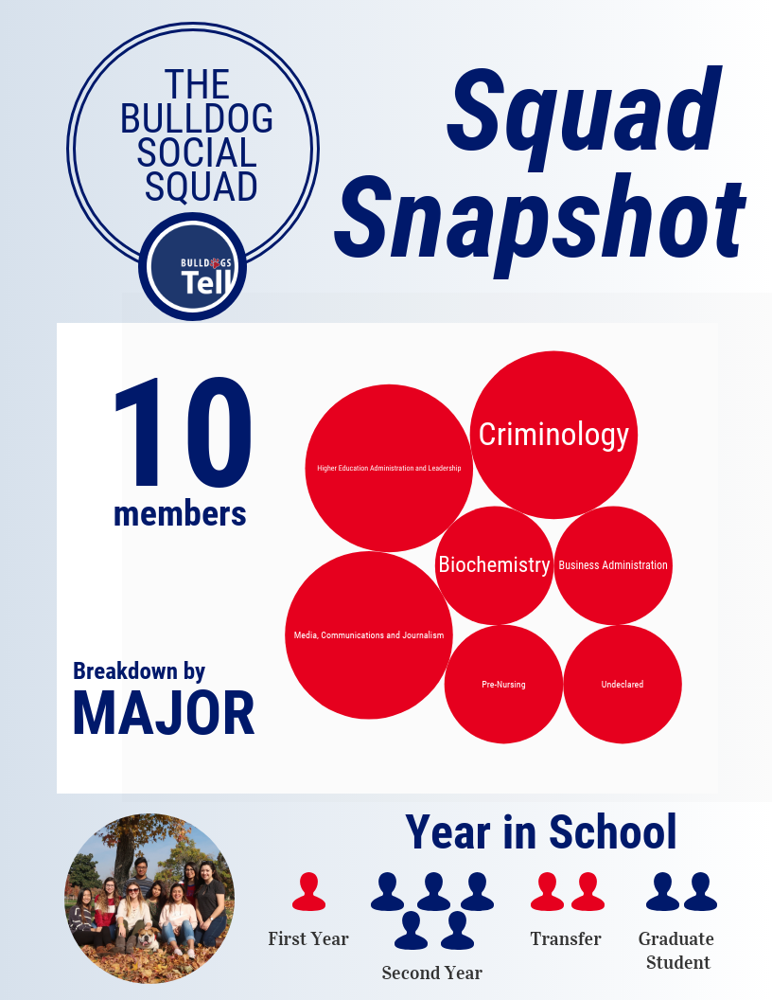 THE
BULLDOG
SOCIAL
SQUAD
BULLDOGS
Tell
Squad
Snapshot
10
members
Criminology
Higher Education Administration and Leadership
Biochemistry
Business Administration
Media, Communications and Journalism
Pre-Nursing
Undeclared
Breakdown by
MAJOR
Year in School
First Year
Second Year
Transfer
Graduate
Student